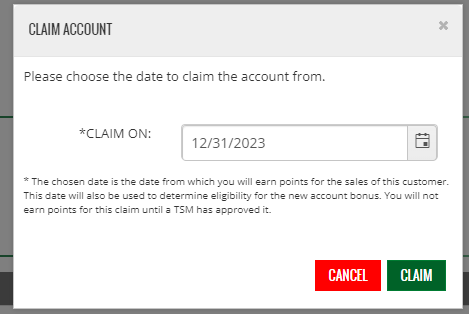 CLAIM ACCOUNT ×
Please choose the date to claim the account from.
*CLAIM ON: 12/31/2023
* The chosen date is the date from which you will earn points for the sales of this customer.
This date will also be used to determine eligibility for the new account bonus. You will not
earn points for this claim until a TSM has approved it.
CANCEL CLAIM